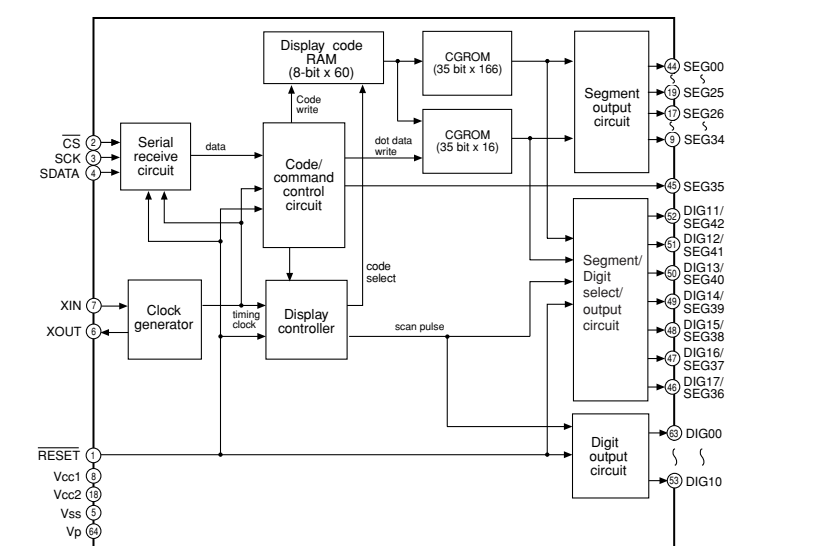 Display code
RAM
(8-bit x 60)
CGROM
(35 bit x 166)
CGROM
(35 bit x 16)
Segment
output
circuit
44 SEG00
19 SEG25
17 SEG26
9 SEG34
45 SEG35
Code
write
dot data
write
CS 2
SCK 3
SDATA 4
Serial
receive
circuit
data
Code/
command
control
circuit
52 DIG11/
SEG42
51 DIG12/
SEG41
50 DIG13/
SEG40
49 DIG14/
SEG39
48 DIG15/
SEG38
47 DIG16/
SEG37
46 DIG17/
SEG36
Segment/
Digit
select/
output
circuit
code
select
XIN 7
XOUT 6
Clock
generator
timing
clock
Display
controller
scan pulse
RESET 1
Vcc1 8
Vcc2 18
Vss 5
Vp 64
Digit
output
circuit
63 DIG00
53 DIG10